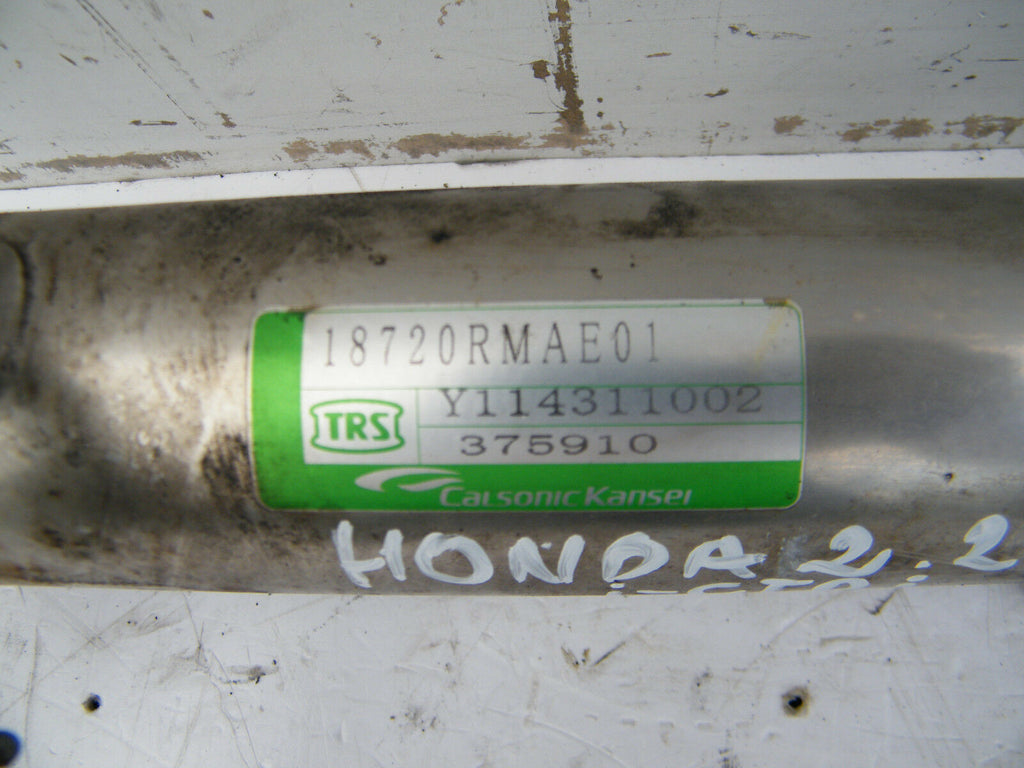 18720RMAE01
TRS
Y114311002
375910
Calsonic Kansei
HONDA 2.2